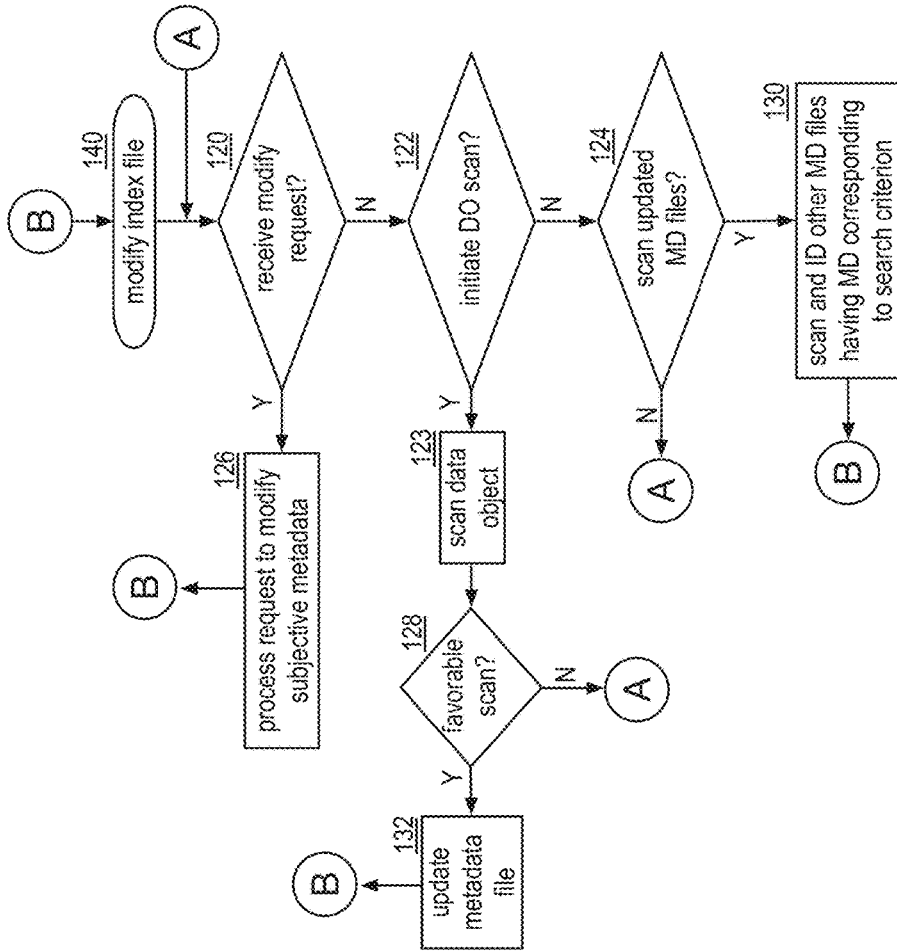 B
140
modify index file
A
120
receive modify
request?
Y
N
126
process request to modify
subjective metadata
B
122
initiate DO scan?
Y
N
123
scan data
object
128
favorable
scan?
Y
N
A
132
update
metadata
file
B
124
scan updated
MD files?
N
Y
A
130
scan and ID other MD files
having MD corresponding
to search criterion
B